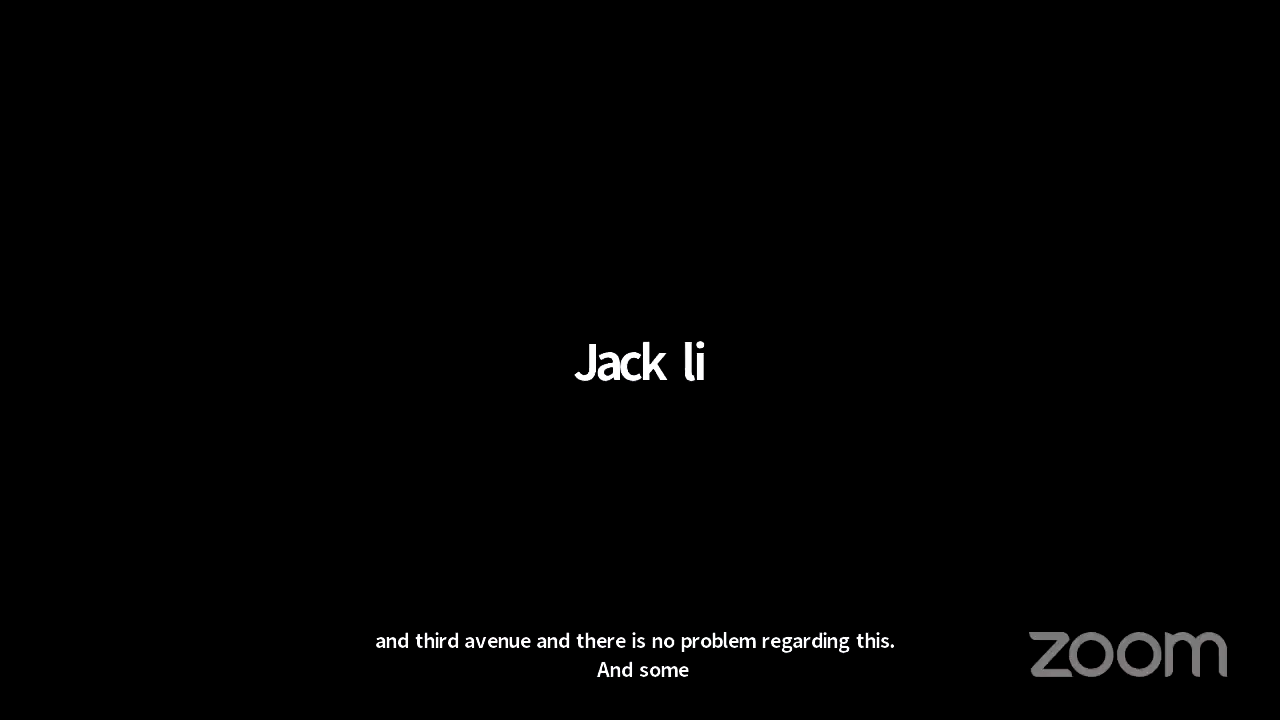 Jack li
and third avenue and there is no problem regarding this.
And some
zoom